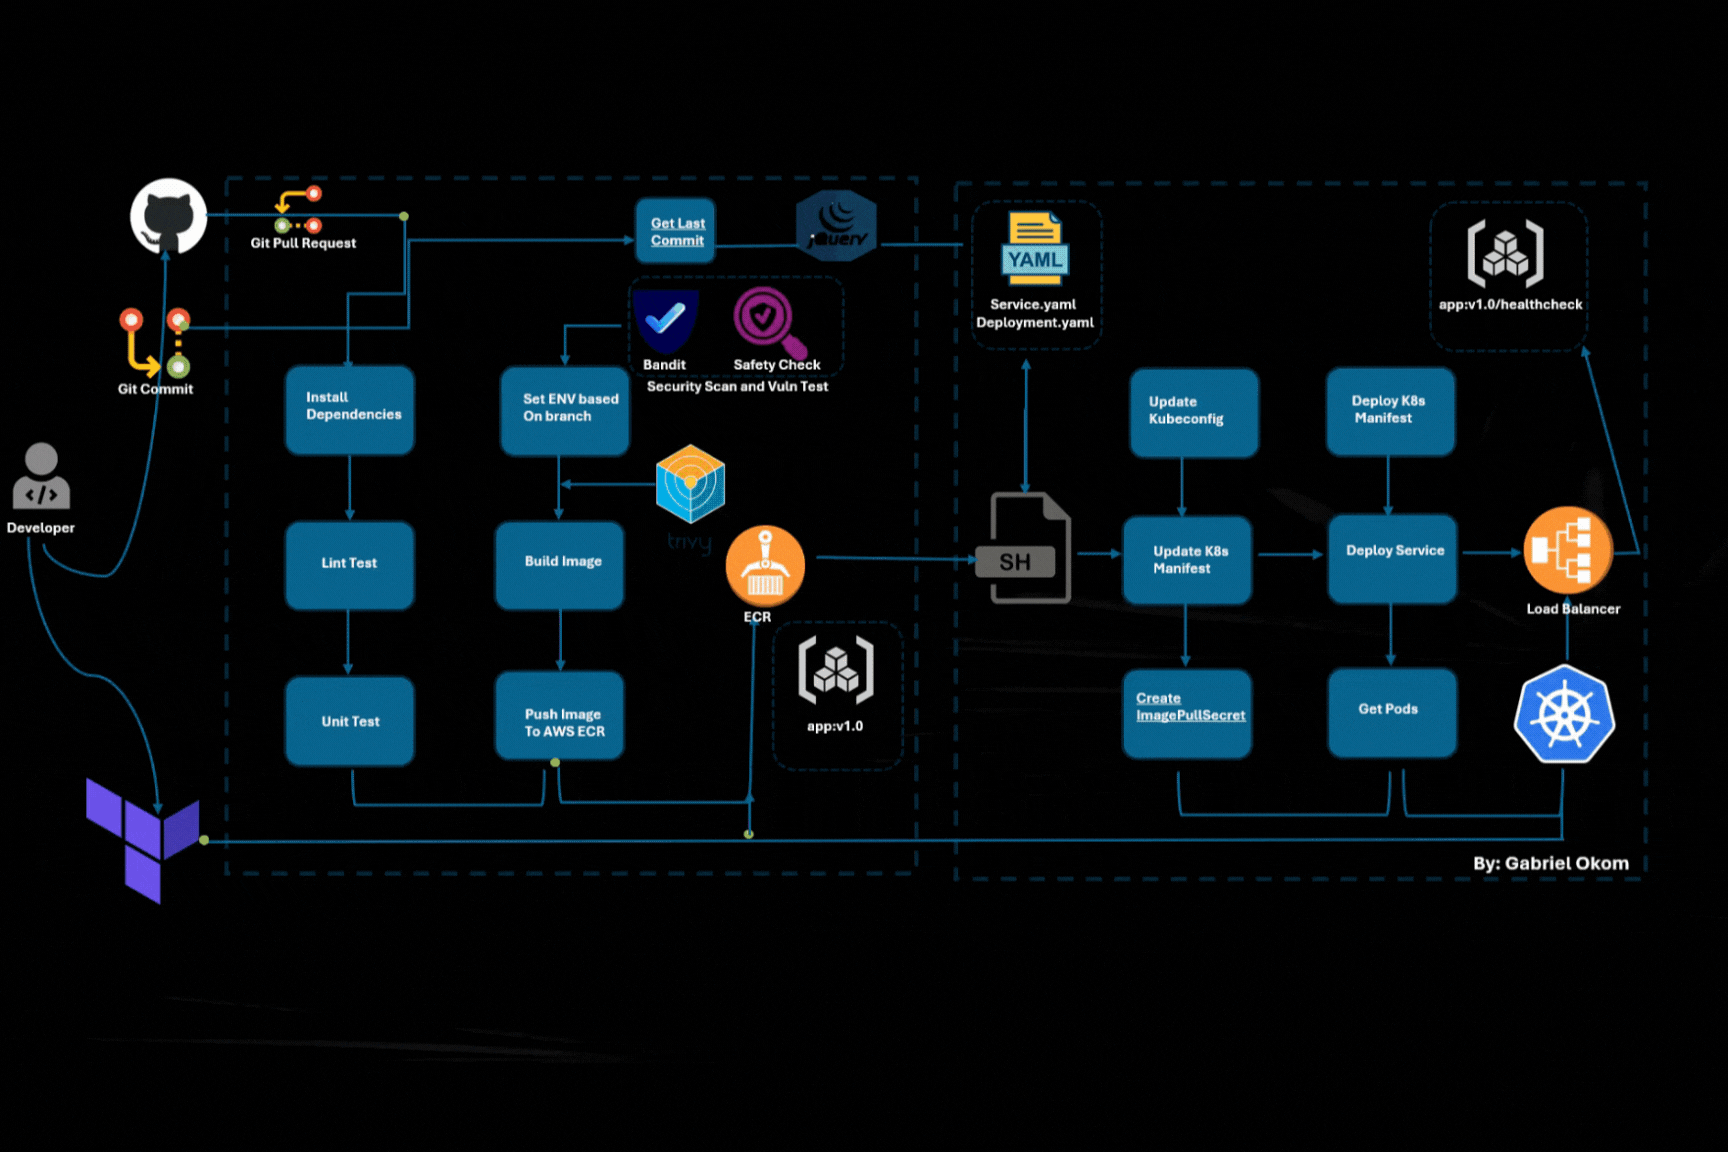 Git Pull Request
Get Last
Commit
jQuery
Git Commit
Bandit
Safety Check
Security Scan and Vuln Test
Install
Dependencies
Set ENV based
On branch
Developer
</>
trivy
Lint Test
Build Image
ECR
Unit Test
Push Image
To AWS ECR
app:v1.0
YAML
Service.yaml
Deployment.yaml
app:v1.0/healthcheck
Update
Kubeconfig
Deploy K8s
Manifest
SH
Update K8s
Manifest
Deploy Service
Load Balancer
Create
ImagePullSecret
Get Pods
By: Gabriel Okom